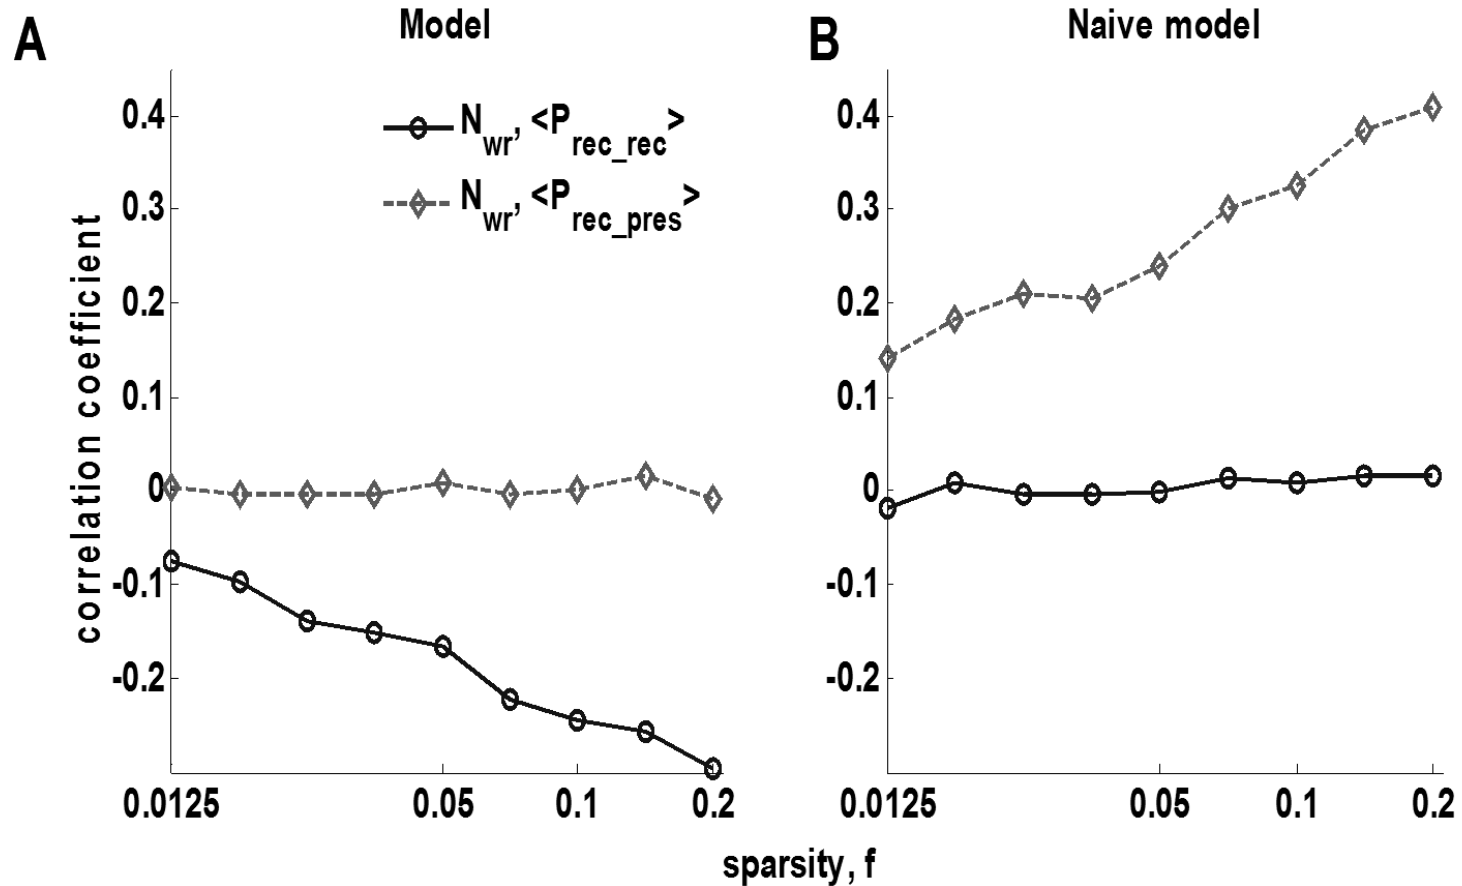 A
Model
B
Naive model
N_wr, <P_rec_rec>
N_wr, <P_rec_pres>
correlation coefficient
0.4
0.3
0.2
0.1
0
-0.1
-0.2
0.0125
0.05
0.1
0.2
0.4
0.3
0.2
0.1
0
-0.1
-0.2
0.0125
0.05
0.1
0.2
sparsity, f